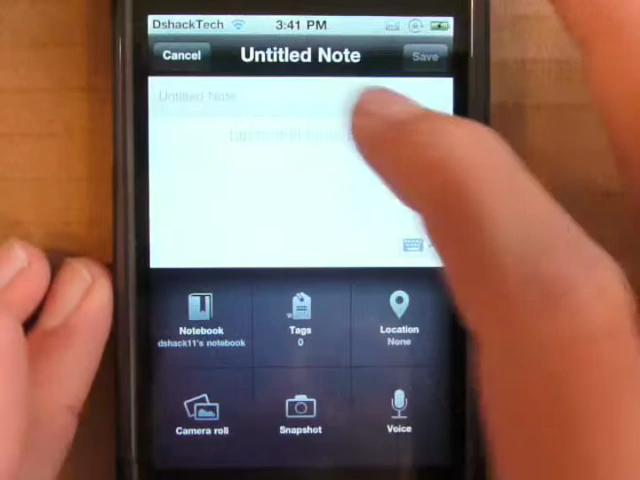 DshackTech 3:41 PM
Cancel Untitled Note Save
Untitled Note
Notebook Tags Location
dshack11's notebook 0 None
Camera roll Snapshot Voice